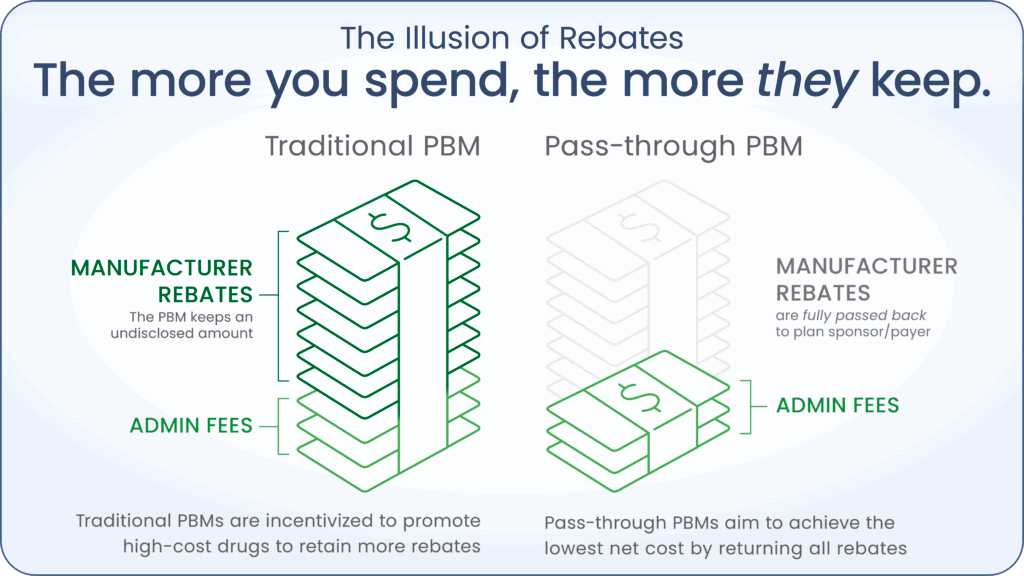 The Illusion of Rebates
The more you spend, the more they keep.
Traditional PBM
$
MANUFACTURER
REBATES
The PBM keeps an
undisclosed amount
ADMIN FEES
Traditional PBMs are incentivized to promote
high-cost drugs to retain more rebates
Pass-through PBM
$
MANUFACTURER
REBATES
are fully passed back
to plan sponsor/payer
$
ADMIN FEES
Pass-through PBMs aim to achieve the
lowest net cost by returning all rebates